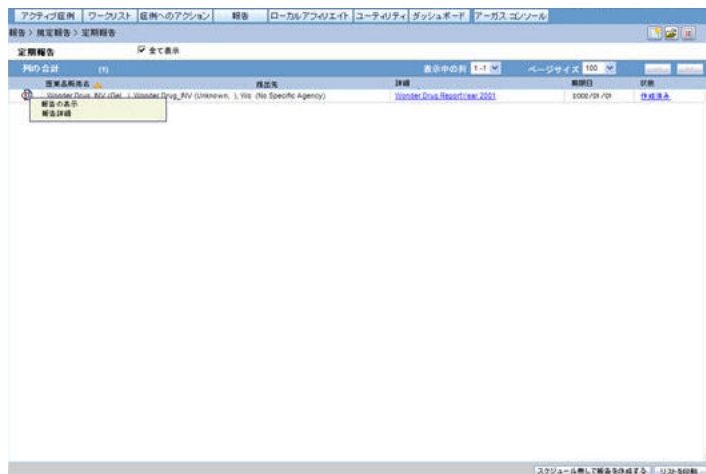 アクティブ症例 ワークリスト 症例へのアクション 報告 ローカルアフィリエイト ユーティリティ ダッシュボード アーガス コンソール
報告 > 規定報告 > 定期報告
定期報告 全て表示
列の合計 (1) 表示中の列 1-1 ページサイズ 100
医薬品販売名 提出先 詳細 期限日 状態
Wonder Drug_INV (Gel, ), Wonder Drug_INV (Unknown, ), Wo (No Specific Agency) Wonder Drug Report Year 2001 作成済み
報告の表示
報告詳細
スケジュール無しで報告を作成する リストを印刷